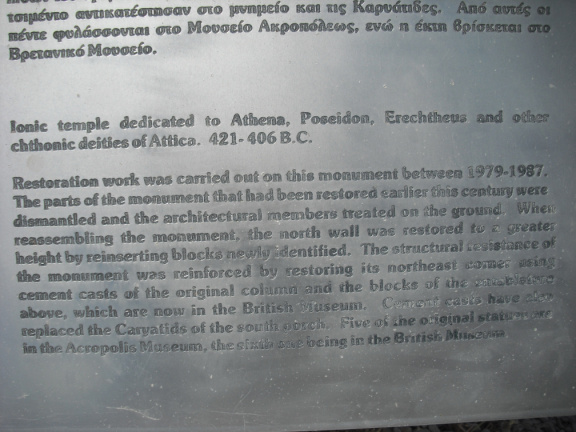 τσιμέντο αντικατέστησαν στο μνημείο και τις Καρυάτιδες. Από αυτές οι
πέντε φυλάσσονται στο Μουσείο Ακροπόλεως, ενώ η έκτη βρίσκεται στο
Βρετανικό Μουσείο.
Ionic temple dedicated to Athena, Poseidon, Erechtheus and other
chthonic deities of Attica. 421-406 B.C.
Restoration work was carried out on this monument between 1979-1987.
The parts of the monument that had been restored earlier this century were
dismantled and the architectural members treated on the ground. When
reassembling the monument, the north wall was restored to a greater
height by reinserting blocks newly identified. The structural resistance of
the monument was reinforced by restoring its northeast corner using
cement casts of the original column and the blocks of the
above, which are now in the British Museum. Cement casts have also
replaced the Caryatids of the south porch. Five of the original statues are
in the Acropolis Museum, the sixth one being in the British Museum